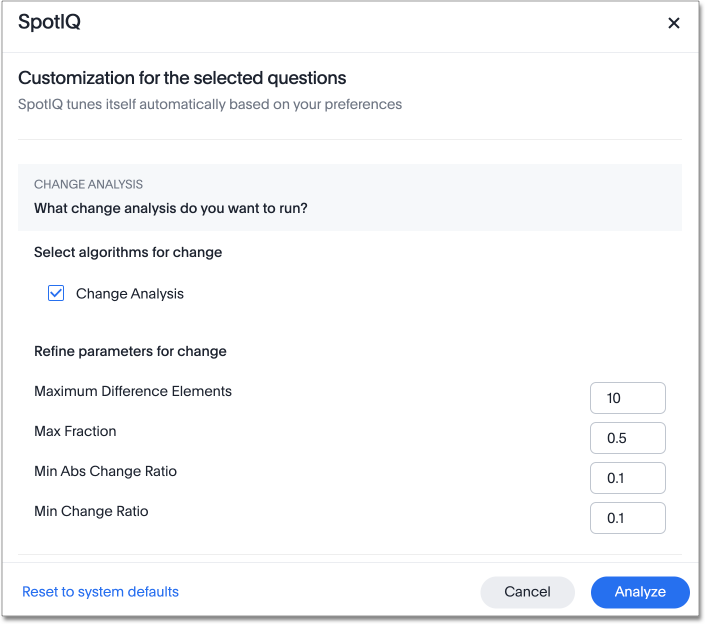 SpotIQ
Customization for the selected questions
SpotIQ tunes itself automatically based on your preferences
CHANGE ANALYSIS
What change analysis do you want to run?
Select algorithms for change
Change Analysis
Refine parameters for change
Maximum Difference Elements 10
Max Fraction 0.5
Min Abs Change Ratio 0.1
Min Change Ratio 0.1
Reset to system defaults Cancel Analyze